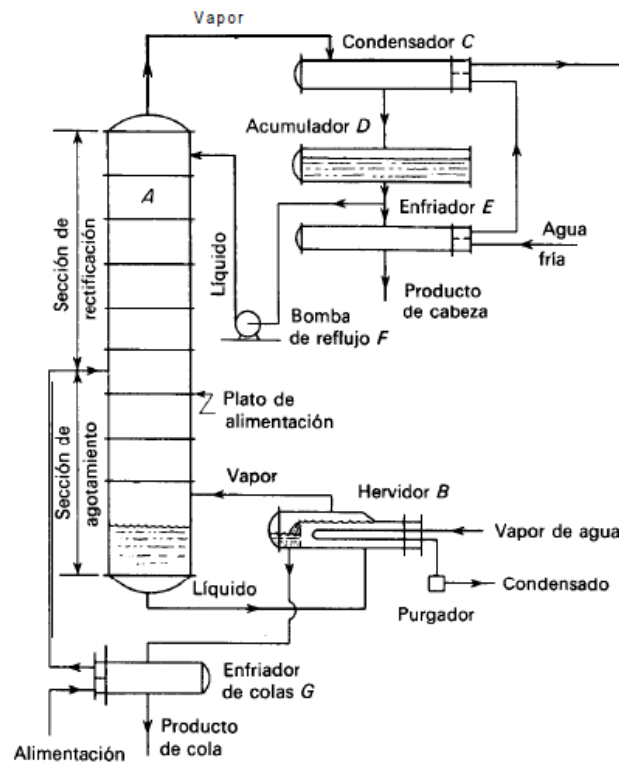 Vapor
Condensador C
Acumulador D
A
Enfriador E
Agua
fría
Sección de
rectificación
Líquido
Producto
de cabeza
Bomba
de reflujo F
Plato de
alimentación
Sección de
agotamiento
Vapor
Hervidor B
Vapor de agua
Condensado
Purgador
Líquido
Enfriador
de colas G
Alimentación
Producto
de cola